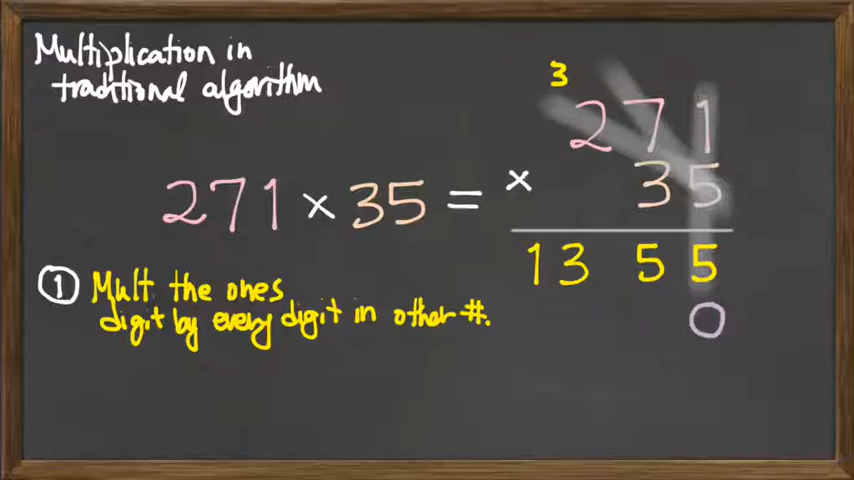 Multiplication in
tradtional algorithm
3
271
271 × 35 =
× 35
1355
0
① Mult the ones
digit by every digit in other #.